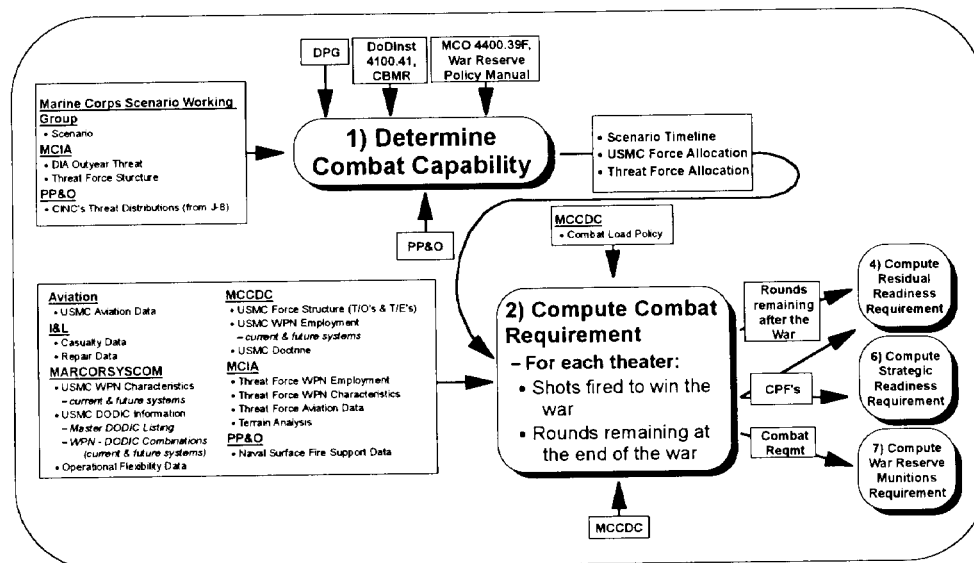 DPG
DoDInst
4100.41,
CBMR
MCO 4400.39F,
War Reserve
Policy Manual
Marine Corps Scenario Working
Group
• Scenario
MCIA
• DIA Outyear Threat
• Threat Force Sturcture
PP&O
• CINC's Threat Distributions (from J-8)
1) Determine
Combat Capability
• Scenario Timeline
• USMC Force Allocation
• Threat Force Allocation
PP&O
MCCDC
• Combat Load Policy
Aviation
• USMC Aviation Data
I&L
• Casualty Data
• Repair Data
MARCORSYSCOM
• USMC WPN Characteristics
– current & future systems
• USMC DODIC Information
– Master DODIC Listing
– WPN - DODIC Combinations
(current & future systems)
• Operational Flexibility Data
MCCDC
• USMC Force Structure (T/O's & T/E's)
• USMC WPN Employment
– current & future systems
• USMC Doctrine
MCIA
• Threat Force WPN Employment
• Threat Force WPN Characteristics
• Threat Force Aviation Data
• Terrain Analysis
PP&O
• Naval Surface Fire Support Data
2) Compute Combat
Requirement
– For each theater:
• Shots fired to win the
war
• Rounds remaining at
the end of the war
MCCDC
Rounds
remaining
after the
War
CPF's
Combat
Reqmt
4) Compute
Residual
Readiness
Requirement
6) Compute
Strategic
Readiness
Requirement
7) Compute
War Reserve
Munitions
Requirement